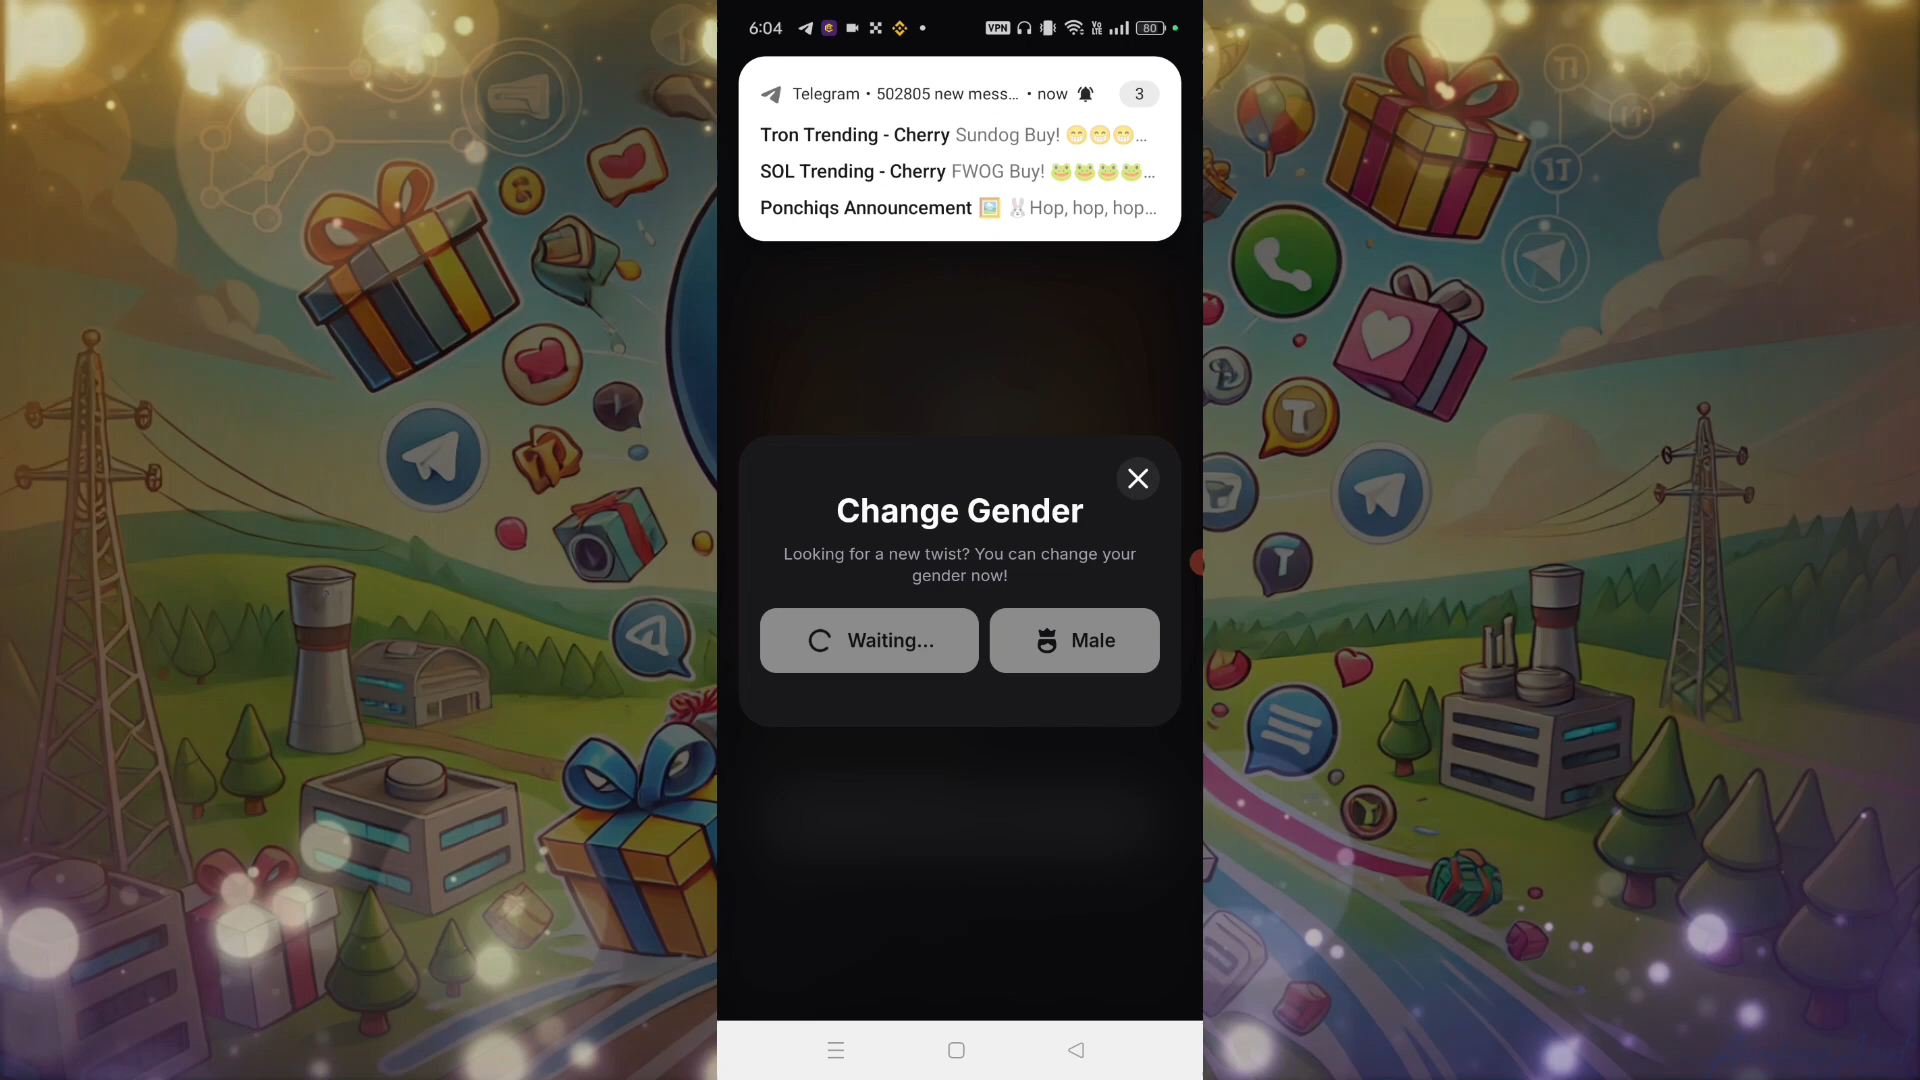 6:04 VPN VoLTE 80
Telegram • 502805 new mess... • now 3
Tron Trending - Cherry Sundog Buy! 😁😁😁...
SOL Trending - Cherry FWOG Buy! 🐸🐸🐸🐸...
Ponchiqs Announcement 🖼️ 🐰Hop, hop, hop...
Change Gender
Looking for a new twist? You can change your
gender now!
Waiting...
Male